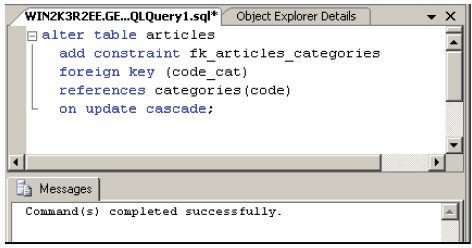 WIN2K3R2EE.GE...QLQuery1.sql* Object Explorer Details
alter table articles
add constraint fk_articles_categories
foreign key (code_cat)
references categories(code)
on update cascade;
Messages
Command(s) completed successfully.